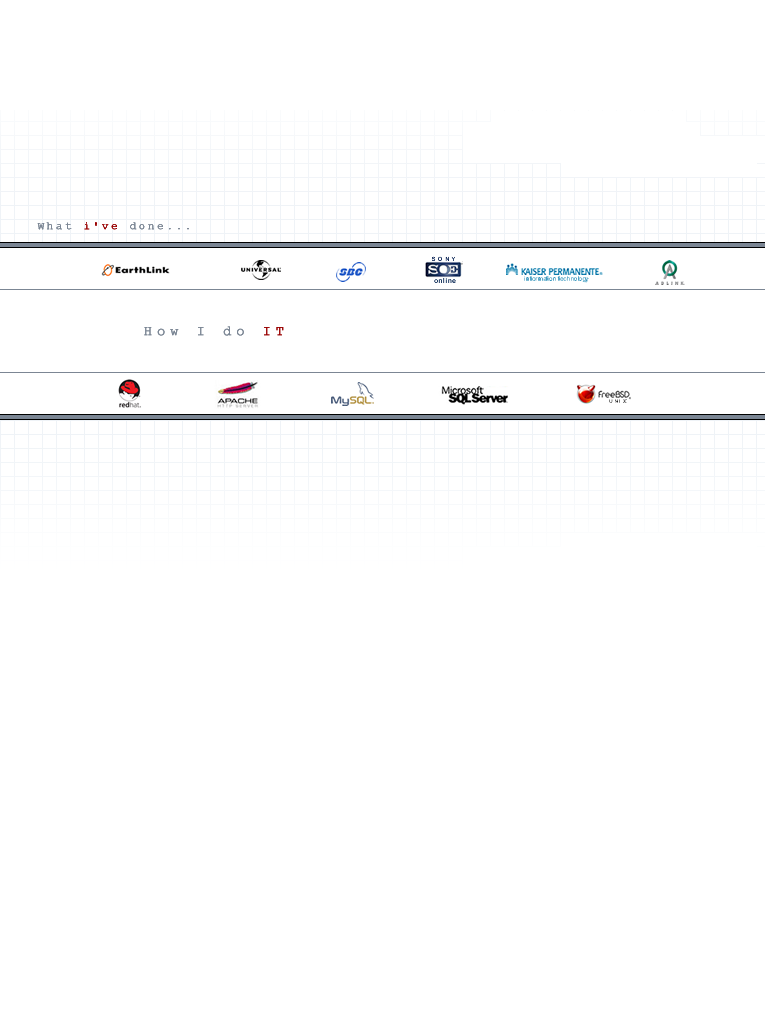 What i've done...
EarthLink
UNIVERSAL
SBC
SONY
SOE
online
KAISER PERMANENTE®
information technology
ADLINK
How I do IT
redhat.
APACHE
HTTP SERVER
MySQL
Microsoft
SQL Server
FreeBSD
UNIX